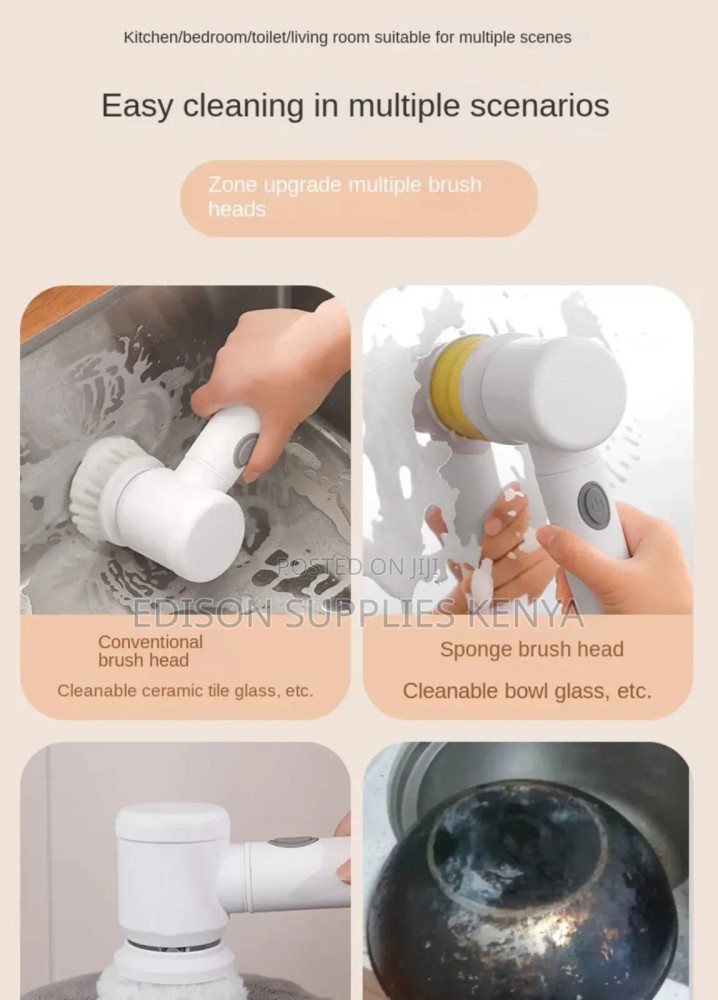 Kitchen/bedroom/toilet/living room suitable for multiple scenes
Easy cleaning in multiple scenarios
Zone upgrade multiple brush
heads
POSTED ON JIJI
EDISON SUPPLIES KENYA
Conventional
brush head
Cleanable ceramic tile glass, etc.
Sponge brush head
Cleanable bowl glass, etc.